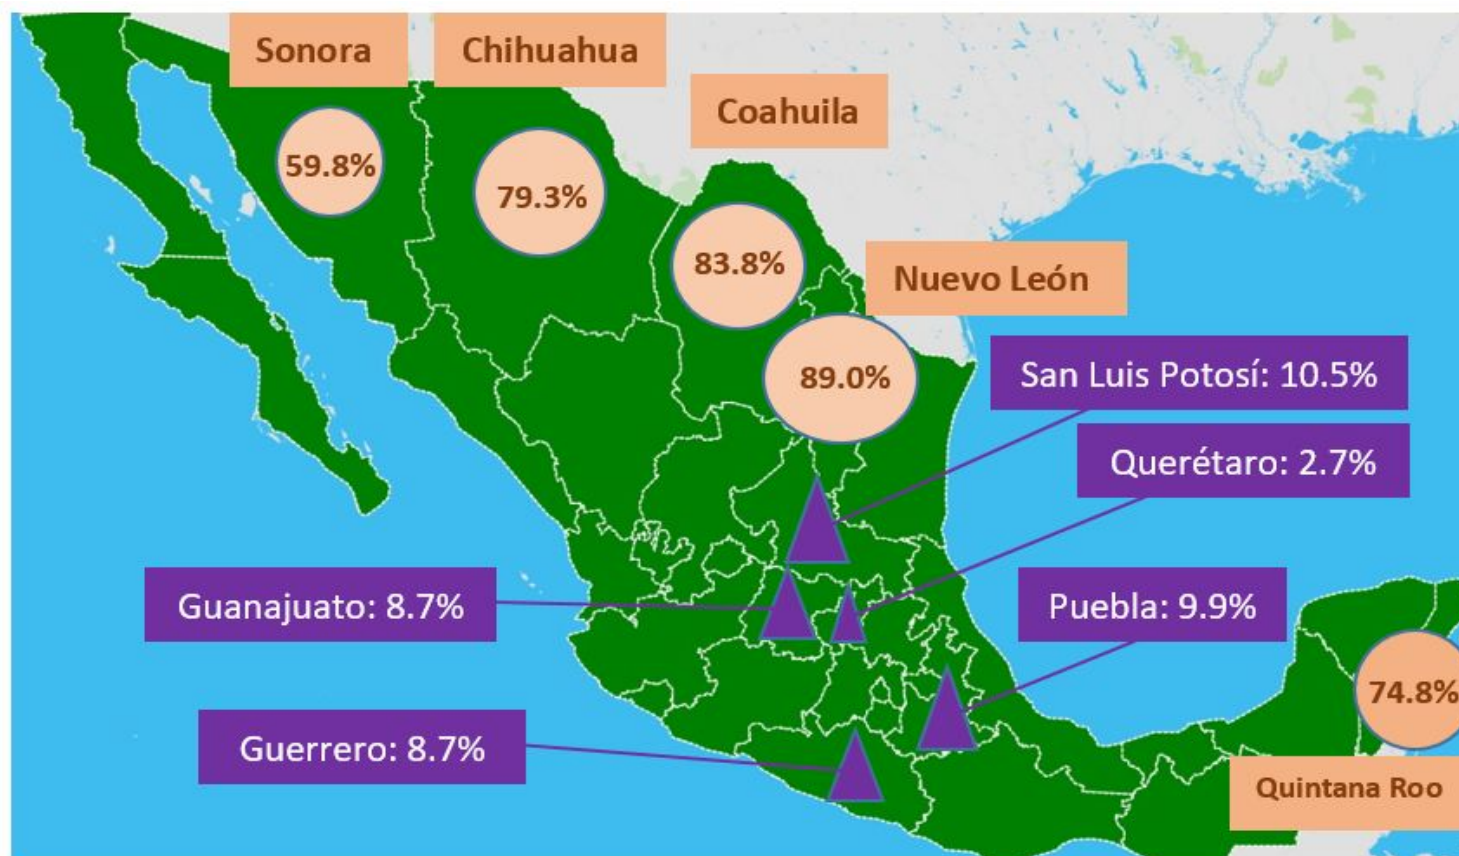 Sonora
Chihuahua
Coahuila
59.8%
79.3%
83.8%
Nuevo León
89.0%
San Luis Potosí: 10.5%
Querétaro: 2.7%
Guanajuato: 8.7%
Puebla: 9.9%
74.8%
Guerrero: 8.7%
Quintana Roo